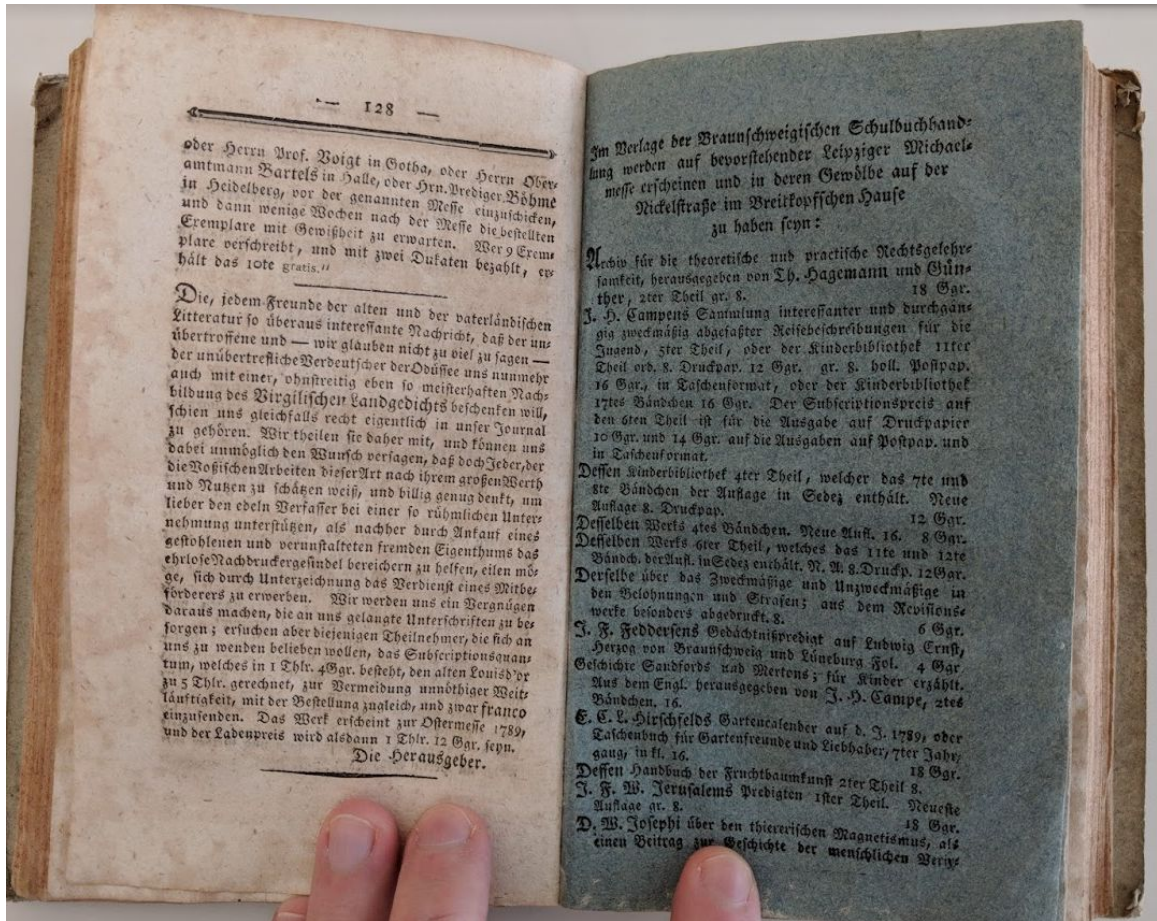 — 128 —
oder Herrn Prof. Voigt in Gotha, oder Herrn Ober-
amtmann Bartels in Halle, oder Hrn. Prediger Böhme
in Heidelberg, vor der genannten Messe einzuschicken,
und dann wenige Wochen nach der Messe die bestellten
Exemplare mit Gewißheit zu erwarten. Wer 9 Exem-
plare verschreibt, und mit zwei Dukaten bezahlt, er-
hält das 10te gratis."
Die, jedem Freunde der alten und der vaterländischen
Litteratur so überaus interessante Nachricht, daß der un-
übertroffene und — wir glauben nicht zu viel zu sagen —
der unübertrefliche Verdeutscher der Odüssee uns nunmehr
auch mit einer, ohnstreitig eben so meisterhaften Nach-
bildung des Virgilischen Landgedichts beschenken will,
schien uns gleichfalls recht eigentlich in unser Journal
zu gehören. Wir theilen sie daher mit, und können uns
dabei unmöglich den Wunsch versagen, daß doch Jeder, der
die Voßischen Arbeiten dieser Art nach ihrem großen Werth
und Nutzen zu schätzen weiß, und billig genug denkt, um
lieber den edeln Verfasser bei einer so rühmlichen Unter-
nehmung unterstützen, als nachher durch Ankauf eines
gestohlenen und verunstalteten fremden Eigenthums das
ehrlose Nachdruckergesindel bereichern zu helfen, eilen mö-
ge, sich durch Unterzeichnung das Verdienst eines Mitbe-
förderers zu erwerben. Wir werden uns ein Vergnügen
daraus machen, die an uns gelangte Unterschriften zu be-
sorgen; ersuchen aber diejenigen Theilnehmer, die sich an
uns zu wenden belieben wollen, das Subscriptionsquan-
tum, welches in 1 Thlr. 4 Ggr. besteht, den alten Louisd'or
zu 5 Thlr. gerechnet, zur Vermeidung unnöthiger Weit-
läuftigkeit, mit der Bestellung zugleich, und zwar franco
einzusenden. Das Werk erscheint zur Ostermesse 1789,
und der Ladenpreis wird alsdann 1 Thlr. 12 Ggr. seyn.
Die Herausgeber.
Im Verlage der Braunschweigischen Schulbuchhand-
lung werden auf bevorstehender Leipziger Michael-
messe erscheinen und in deren Gewölbe auf der
Nickelstraße im Breitkopfschen Hause
zu haben seyn:
Archiv für die theoretische und practische Rechtsgelehr-
samkeit, herausgegeben von Th. Hagemann und Gün-
ther, 2ter Theil gr. 8. 18 Ggr.
J. H. Campens Sammlung interessanter und durchgän-
gig zweckmäßig abgefaßter Reisebeschreibungen für die
Jugend, 5ter Theil, oder der Kinderbibliothek 11ter
Theil ord. 8. Druckpap. 12 Ggr. gr. 8. holl. Postpap.
16 Ggr., in Taschenformat, oder der Kinderbibliothek
17tes Bändchen 16 Ggr. Der Subscriptionspreis auf
den 6ten Theil ist für die Ausgabe auf Druckpapier
10 Ggr. und 14 Ggr. auf die Ausgaben auf Postpap. und
in Taschenformat.
Dessen Kinderbibliothek 4ter Theil, welcher das 7te und
8te Bändchen der Auflage in Sedez enthält. Neue
Auflage 8. Druckpap. 12 Ggr.
Desselben Werks 4tes Bändchen. Neue Aufl. 16. 8 Ggr.
Desselben Werks 6ter Theil, welches das 11te und 12te
Bändch. der Aufl. in Sedez enthält. N. A. 8. Druckp. 12 Ggr.
Derselbe über das Zweckmäßige und Unzweckmäßige in
den Belohnungen und Strafen; aus dem Revisions-
werke besonders abgedruckt. 8. 6 Ggr.
J. F. Feddersens Gedächtnißpredigt auf Ludwig Ernst,
Herzog von Braunschweig und Lüneburg Fol. 4 Ggr
Geschichte Sandfords und Mertons; für Kinder erzählt.
Aus dem Engl. herausgegeben von J. H. Campe, 2tes
Bändchen. 16.
E. C. L. Hirschfelds Gartencalender auf d. J. 1789, oder
Taschenbuch für Gartenfreunde und Liebhaber, 7ter Jahr,
gang, in kl. 16. 18 Ggr.
Dessen Handbuch der Fruchtbaumkunst 2ter Theil 8.
J. F. W. Jerusalems Predigten 1ster Theil. Neueste
Auflage gr. 8. 18 Ggr.
D. W. Josephi über den thierischen Magnetismus, als
einen Beitrag zur Geschichte der menschlichen Verir-